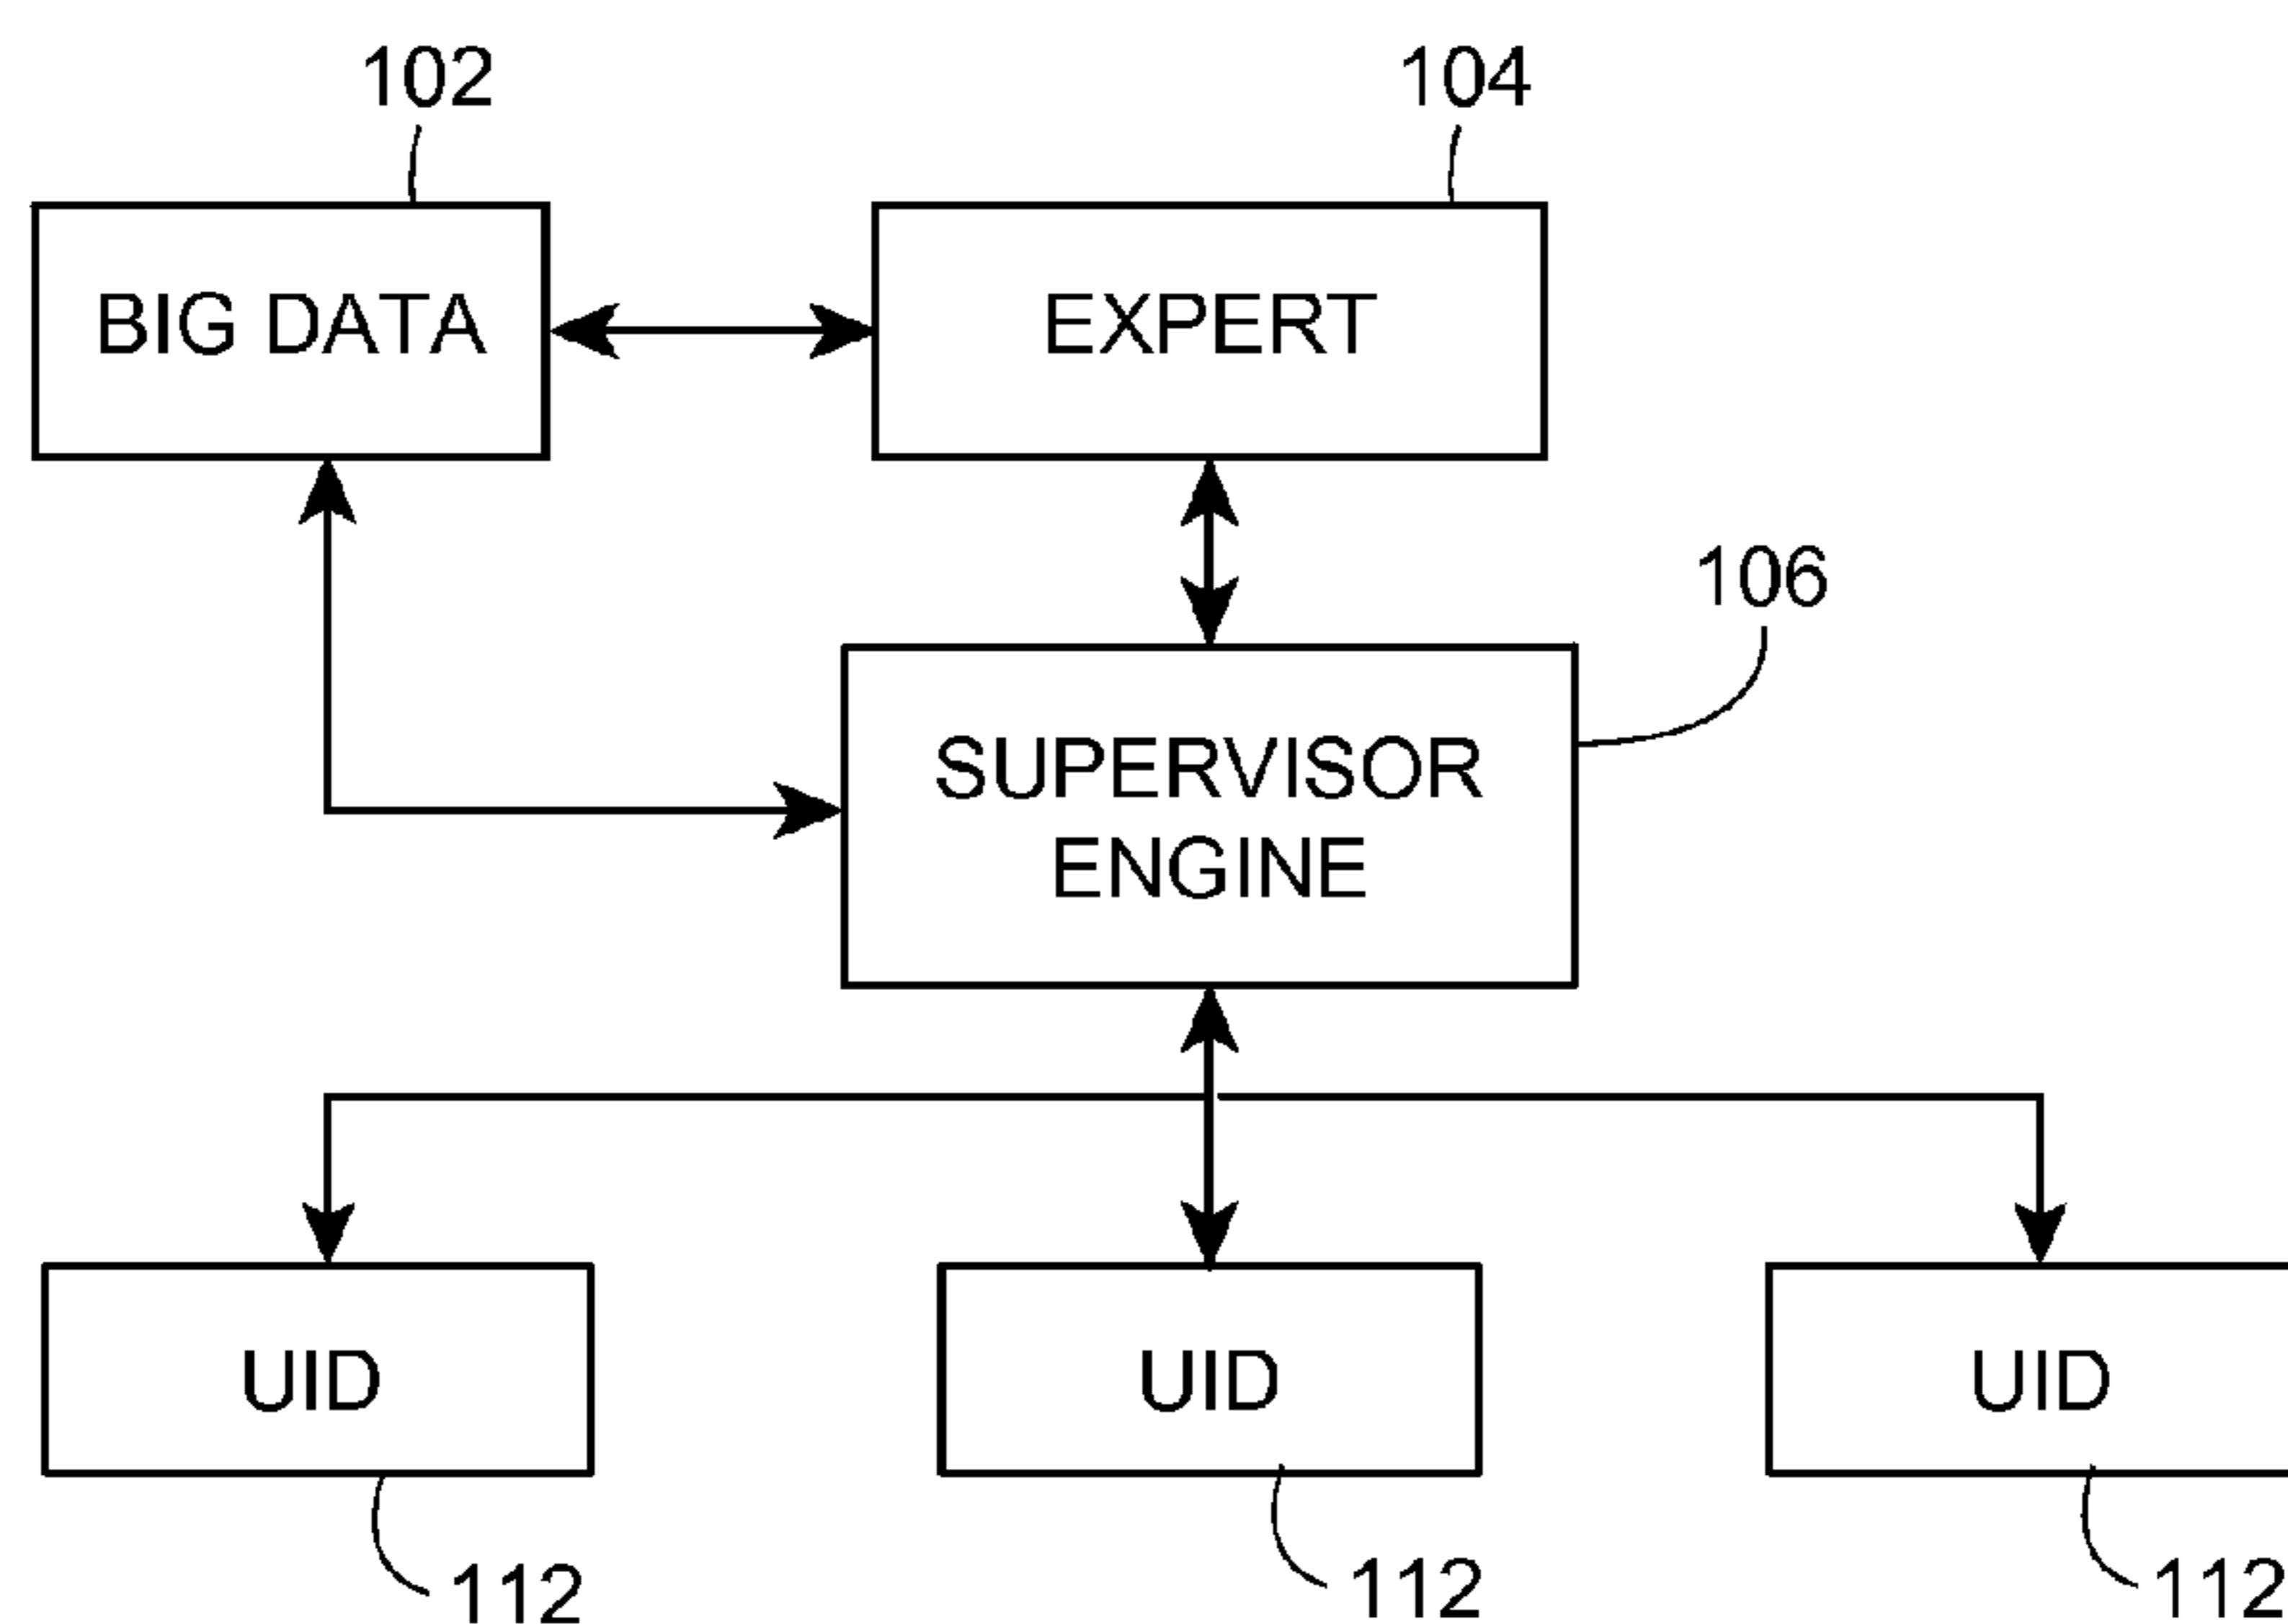 102
104
BIG DATA
EXPERT
106
SUPERVISOR
ENGINE
UID
UID
UID
112
112
112